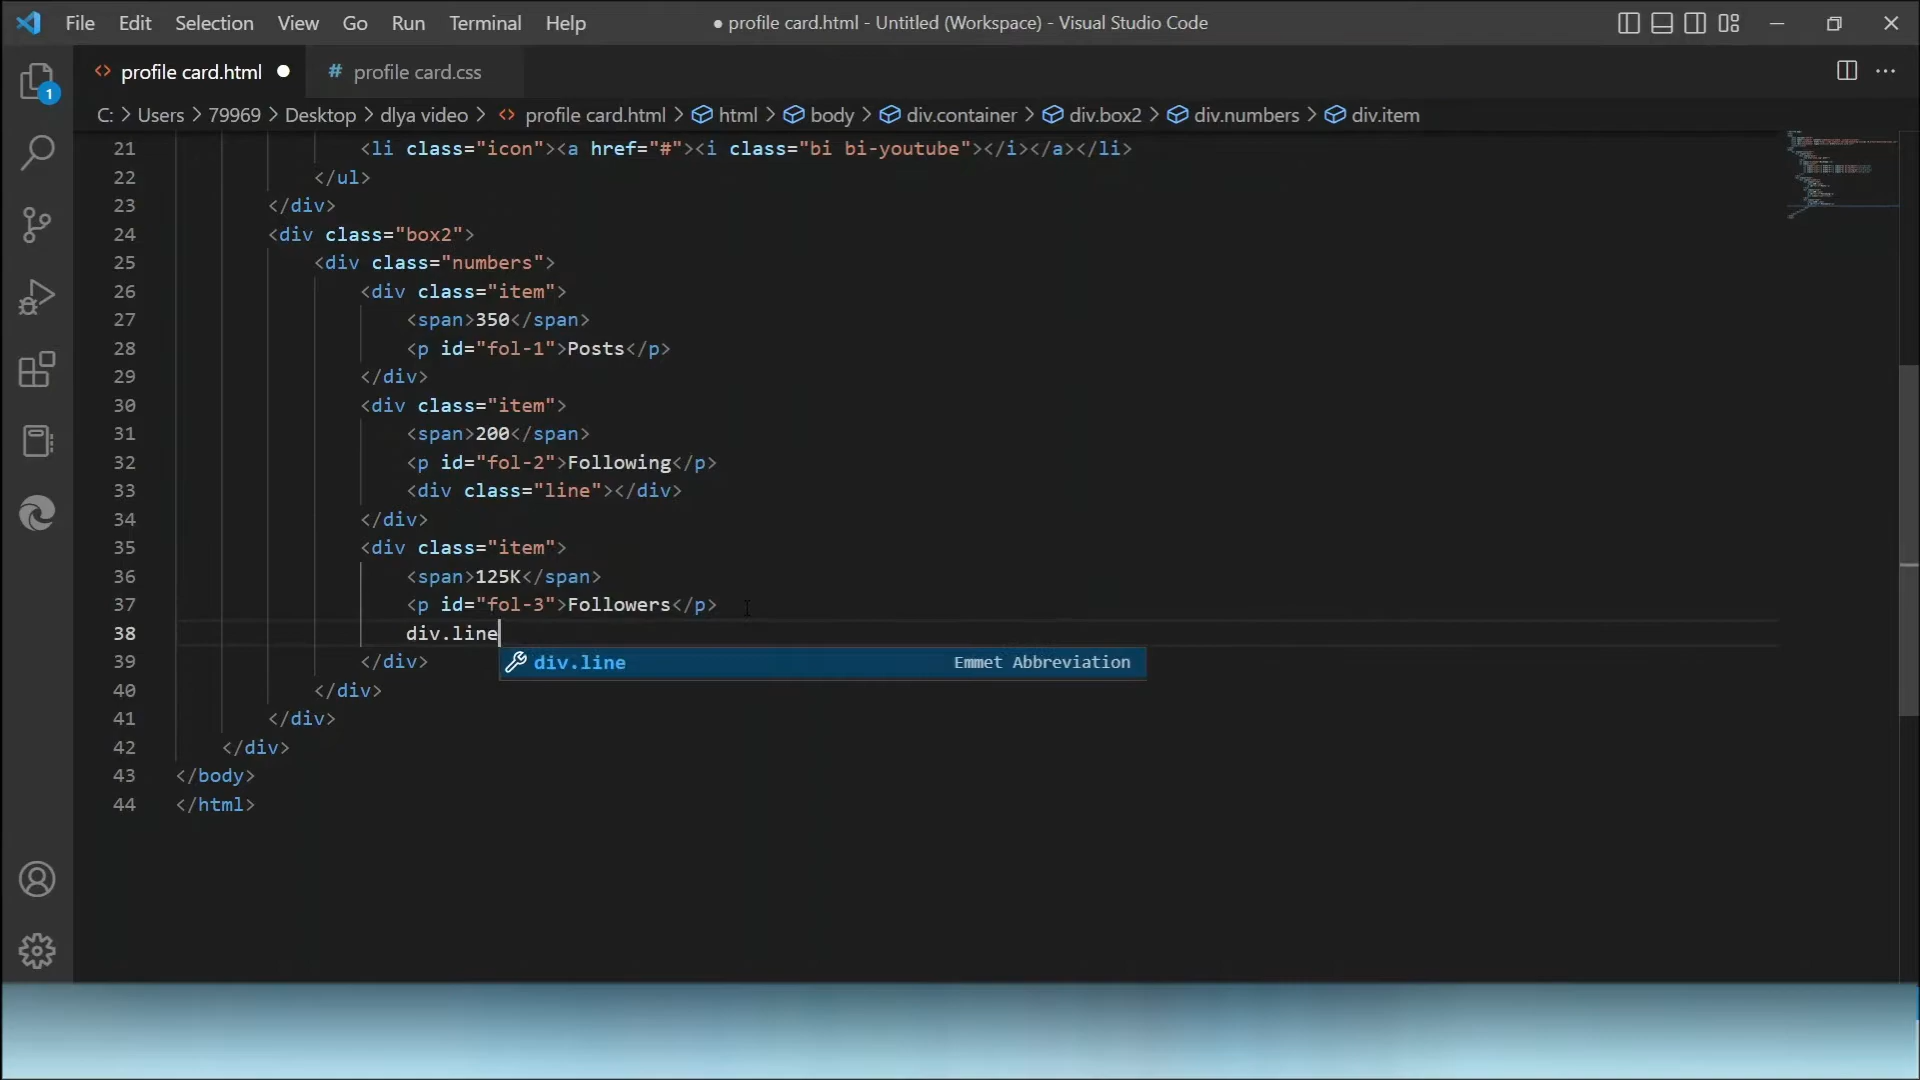 File Edit Selection View Go Run Terminal Help ● profile card.html - Untitled (Workspace) - Visual Studio Code
1
<> profile card.html ● # profile card.css
C: > Users > 79969 > Desktop > dlya video > <> profile card.html > html > body > div.container > div.box2 > div.numbers > div.item
21 <li class="icon"><a href="#"><i class="bi bi-youtube"></i></a></li>
22 </ul>
23 </div>
24 <div class="box2">
25 <div class="numbers">
26 <div class="item">
27 <span>350</span>
28 <p id="fol-1">Posts</p>
29 </div>
30 <div class="item">
31 <span>200</span>
32 <p id="fol-2">Following</p>
33 <div class="line"></div>
34 </div>
35 <div class="item">
36 <span>125K</span>
37 <p id="fol-3">Followers</p>
38 div.line
39 </div>
div.line Emmet Abbreviation
40 </div>
41 </div>
42 </div>
43 </body>
44 </html>